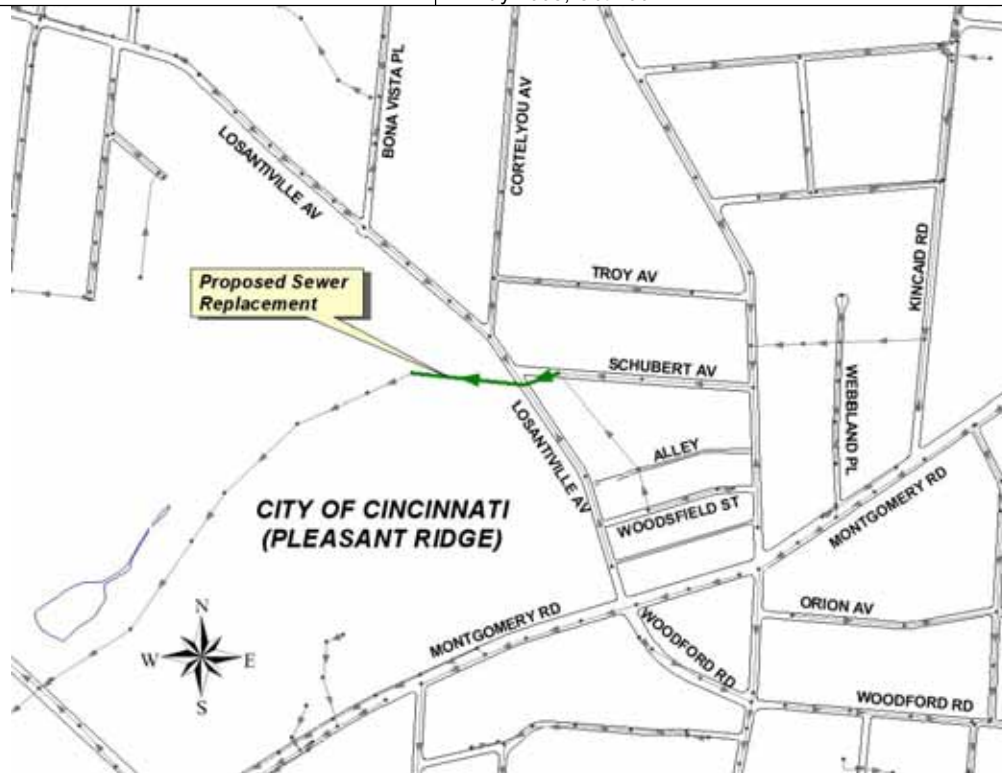 BONA VISTA PL
CORTELYOU AV
LOSANTIVILLE AV
KINCAID RD
TROY AV
Proposed Sewer
Replacement
SCHUBERT AV
WEBBLAND PL
LOSANTIVILLE AV
ALLEY
WOODSFIELD ST
CITY OF CINCINNATI
(PLEASANT RIDGE)
MONTGOMERY RD
N
W
E
S
MONTGOMERY RD
WOODFORD RD
ORION AV
WOODFORD RD